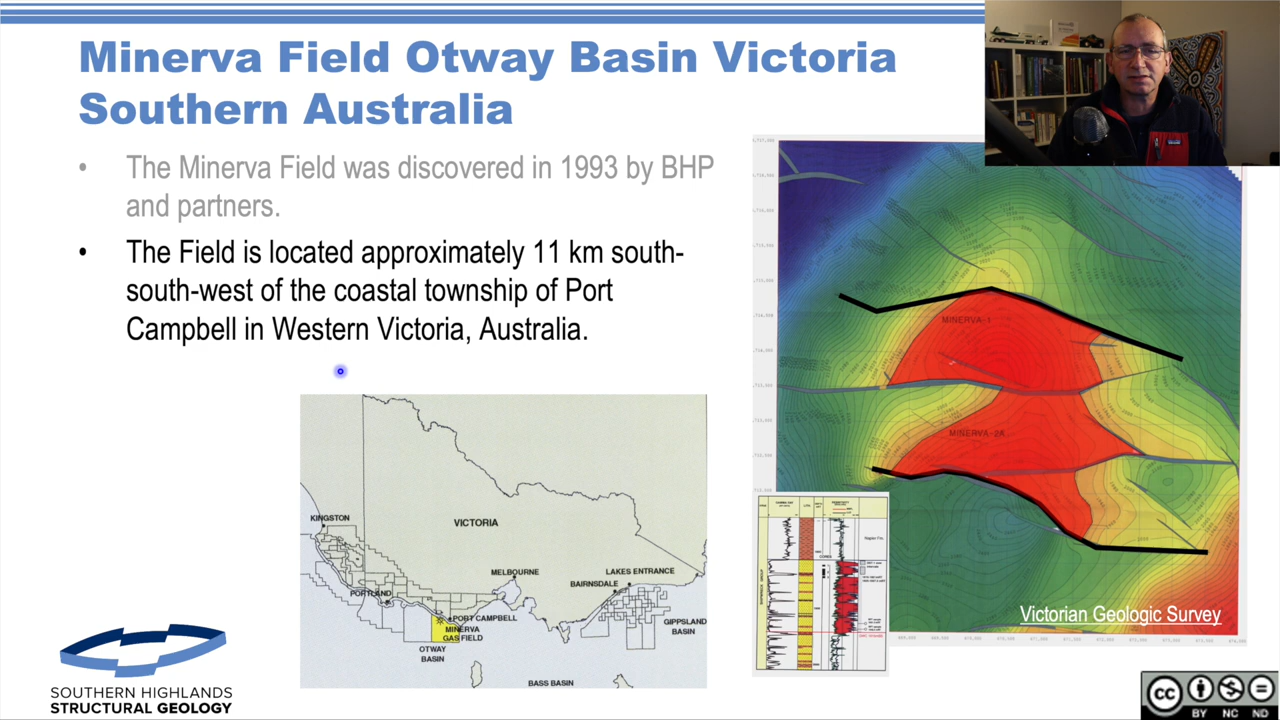 Minerva Field Otway Basin Victoria
Southern Australia
• The Minerva Field was discovered in 1993 by BHP
and partners.
• The Field is located approximately 11 km south-
south-west of the coastal township of Port
Campbell in Western Victoria, Australia.
MINERVA-1
MINERVA-2A
KINGSTON
VICTORIA
MELBOURNE
LAKES ENTRANCE
BAIRNSDALE
PORTLAND
PORT CAMPBELL
MINERVA
GAS FIELD
GIPPSLAND
BASIN
OTWAY
BASIN
BASS BASIN
Victorian Geologic Survey
SOUTHERN HIGHLANDS
STRUCTURAL GEOLOGY
cc
BY NC ND